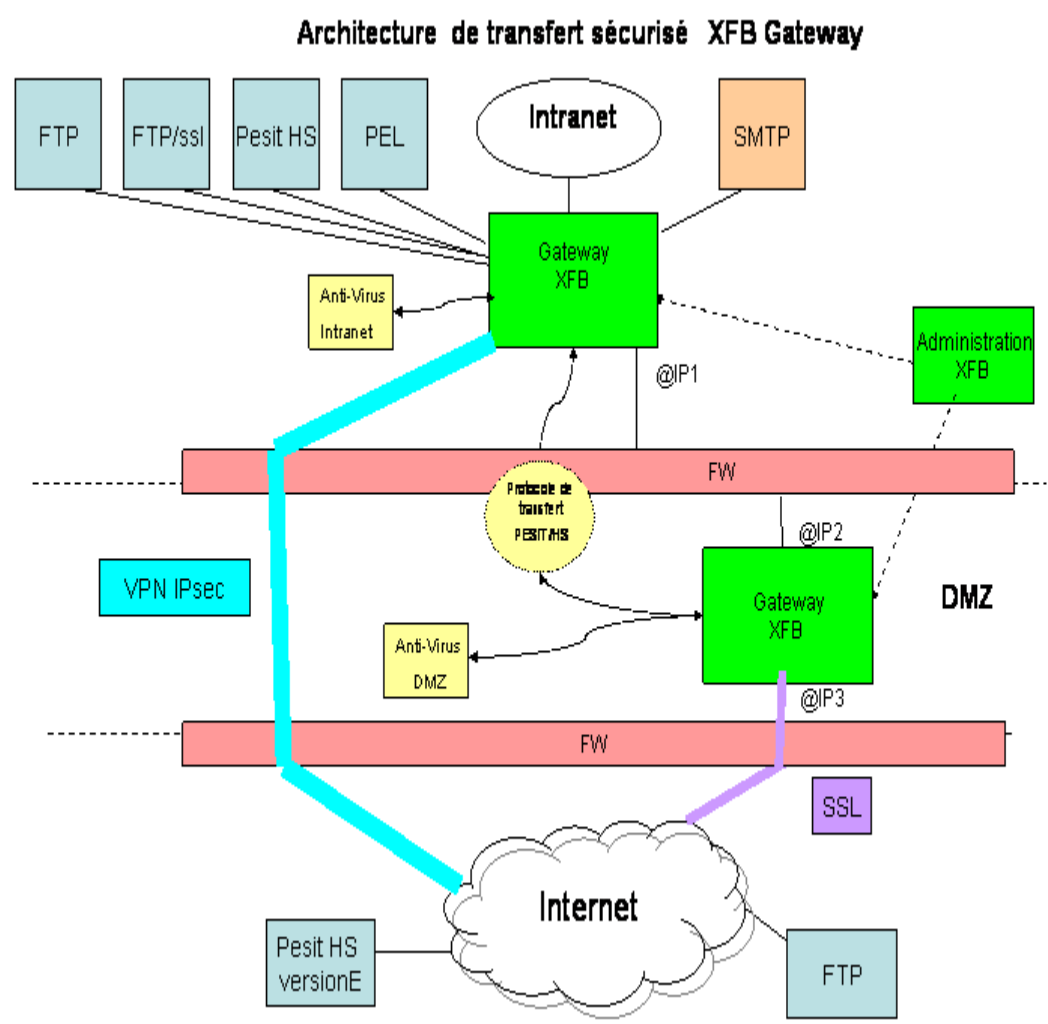 Architecture de transfert sécurisé XFB Gateway
FTP
FTP/ssl
Pesit HS
PEL
Intranet
SMTP
Gateway
XFB
Anti-Virus
Intranet
@IP1
Administration
XFB
FW
Protocole de
transfert
PESIT/HS
@IP2
VPN IPsec
Gateway
XFB
DMZ
Anti-Virus
DMZ
@IP3
FW
SSL
Internet
Pesit HS
versionE
FTP